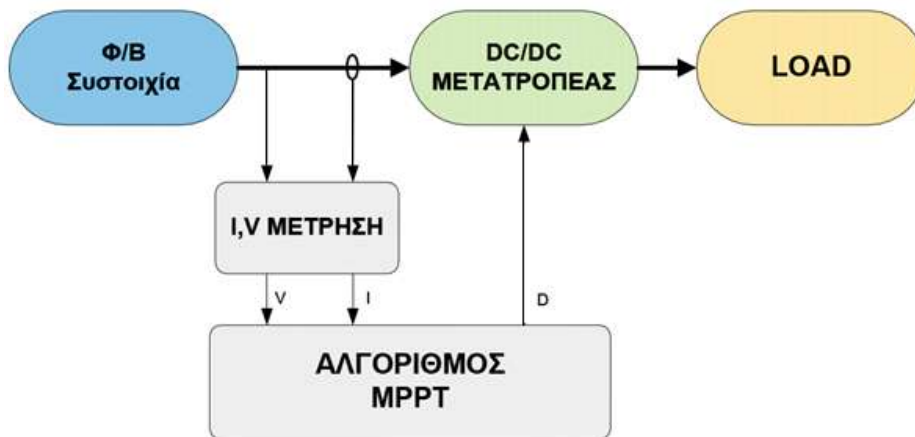 Φ/Β
Συστοιχία
DC/DC
ΜΕΤΑΤΡΟΠΕΑΣ
LOAD
I,V ΜΕΤΡΗΣΗ
V
I
D
ΑΛΓΟΡΙΘΜΟΣ
MPPT